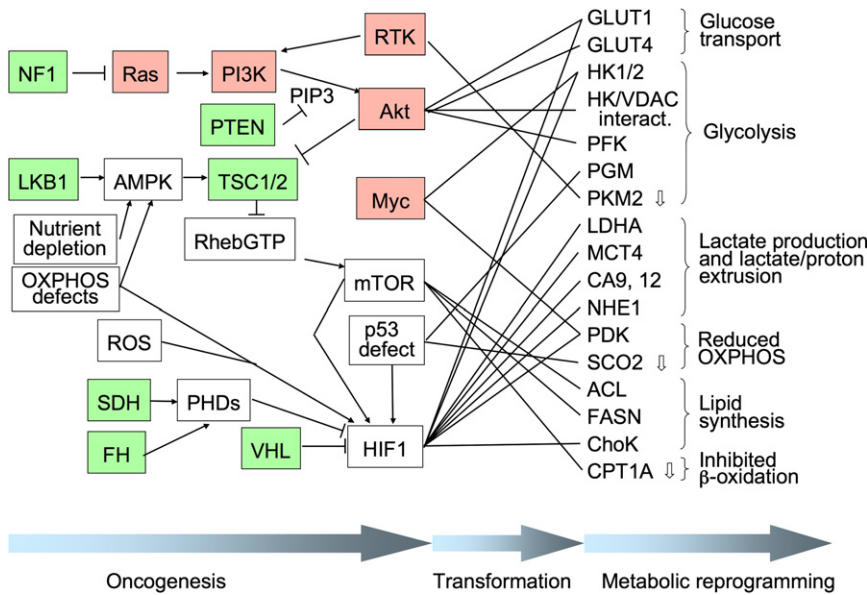 RTK
GLUT1
GLUT4
Glucose
transport
NF1
Ras
PI3K
PIP3
Akt
PTEN
HK1/2
HK/VDAC
interact.
PFK
PGM
PKM2 ⇩
Glycolysis
LKB1
AMPK
TSC1/2
Myc
Nutrient
depletion
RhebGTP
OXPHOS
defects
mTOR
LDHA
MCT4
CA9, 12
NHE1
Lactate production
and lactate/proton
extrusion
ROS
p53
defect
PDK
SCO2 ⇩
Reduced
OXPHOS
SDH
PHDs
FH
VHL
HIF1
ACL
FASN
ChoK
Lipid
synthesis
CPT1A ⇩
Inhibited
β-oxidation
Oncogenesis
Transformation
Metabolic reprogramming